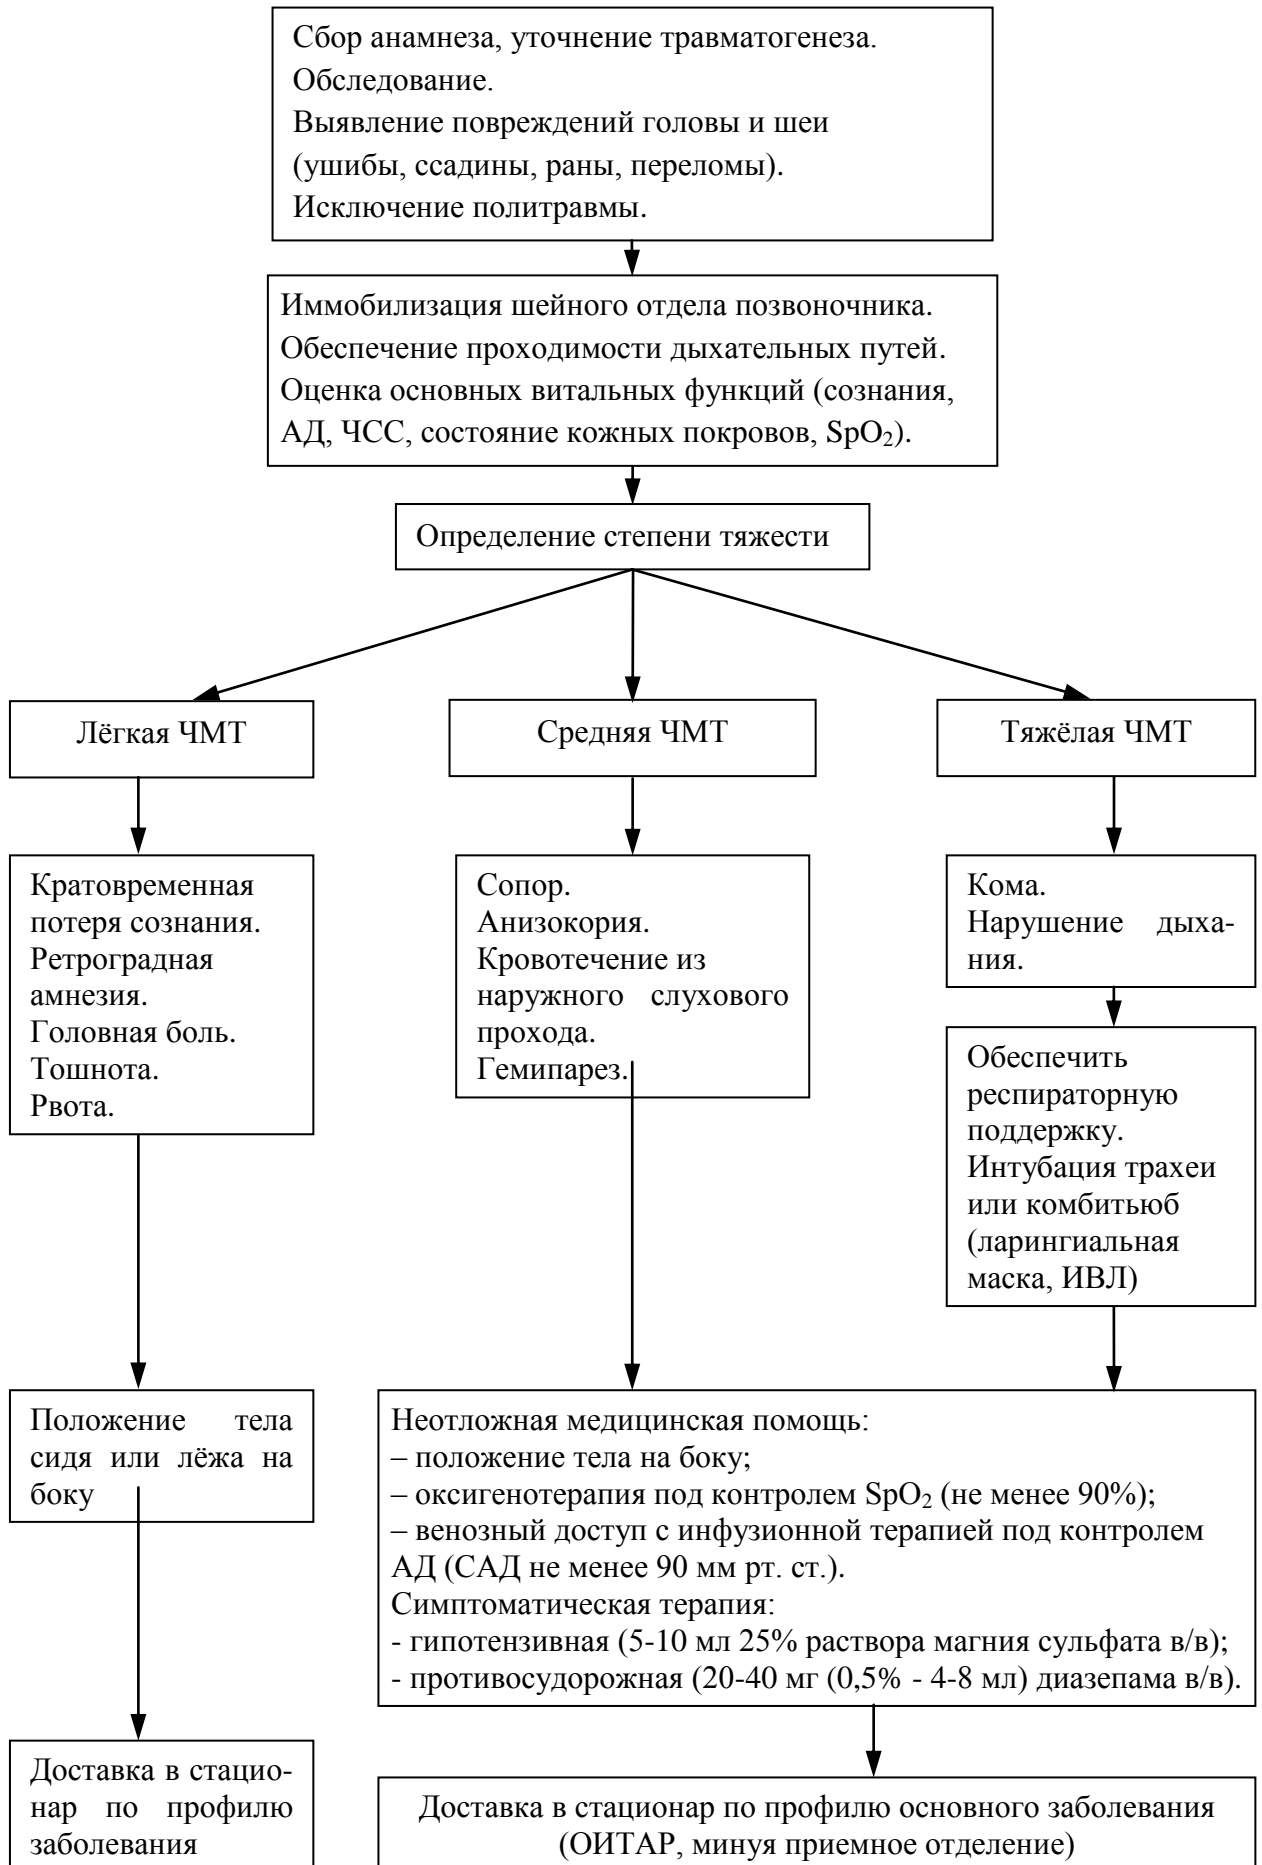 Сбор анамнеза, уточнение травматогенеза.
Обследование.
Выявление повреждений головы и шеи
(ушибы, ссадины, раны, переломы).
Исключение политравмы.
Иммобилизация шейного отдела позвоночника.
Обеспечение проходимости дыхательных путей.
Оценка основных витальных функций (сознания,
АД, ЧСС, состояние кожных покровов, SpO₂).
Определение степени тяжести
Лёгкая ЧМТ
Средняя ЧМТ
Тяжёлая ЧМТ
Кратовременная
потеря сознания.
Ретроградная
амнезия.
Головная боль.
Тошнота.
Рвота.
Сопор.
Анизокория.
Кровотечение из
наружного слухового
прохода.
Гемипарез.
Кома.
Нарушение дыха-
ния.
Обеспечить
респираторную
поддержку.
Интубация трахеи
или комбитьюб
(ларингиальная
маска, ИВЛ)
Положение тела
сидя или лёжа на
боку
Неотложная медицинская помощь:
– положение тела на боку;
– оксигенотерапия под контролем SpO₂ (не менее 90%);
– венозный доступ с инфузионной терапией под контролем
АД (САД не менее 90 мм рт. ст.).
Симптоматическая терапия:
- гипотензивная (5-10 мл 25% раствора магния сульфата в/в);
- противосудорожная (20-40 мг (0,5% - 4-8 мл) диазепама в/в).
Доставка в стацио-
нар по профилю
заболевания
Доставка в стационар по профилю основного заболевания
(ОИТАР, минуя приемное отделение)